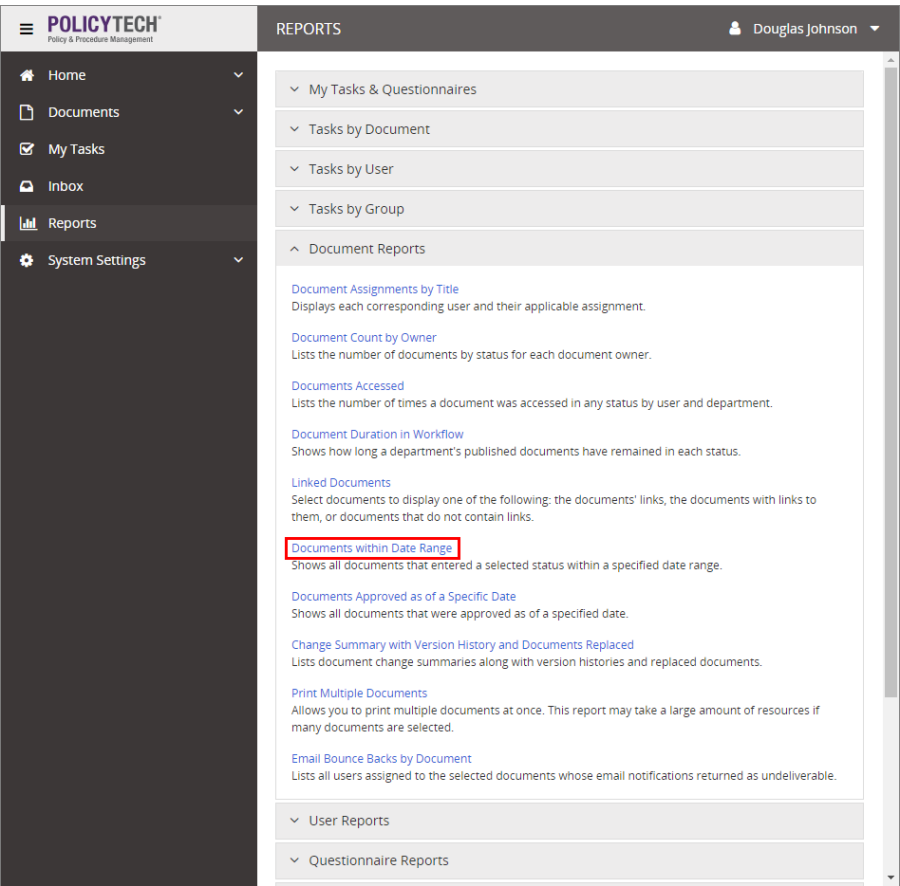 POLICYTECH
Policy & Procedure Management
REPORTS
Douglas Johnson
Home
Documents
My Tasks
Inbox
Reports
System Settings
My Tasks & Questionnaires
Tasks by Document
Tasks by User
Tasks by Group
Document Reports
Document Assignments by Title
Displays each corresponding user and their applicable assignment.
Document Count by Owner
Lists the number of documents by status for each document owner.
Documents Accessed
Lists the number of times a document was accessed in any status by user and department.
Document Duration in Workflow
Shows how long a department's published documents have remained in each status.
Linked Documents
Select documents to display one of the following: the documents' links, the documents with links to
them, or documents that do not contain links.
Documents within Date Range
Shows all documents that entered a selected status within a specified date range.
Documents Approved as of a Specific Date
Shows all documents that were approved as of a specified date.
Change Summary with Version History and Documents Replaced
Lists document change summaries along with version histories and replaced documents.
Print Multiple Documents
Allows you to print multiple documents at once. This report may take a large amount of resources if
many documents are selected.
Email Bounce Backs by Document
Lists all users assigned to the selected documents whose email notifications returned as undeliverable.
User Reports
Questionnaire Reports